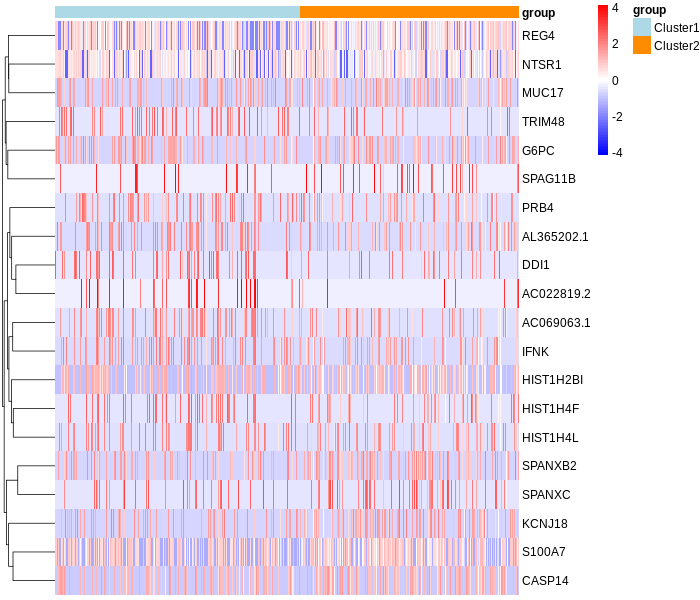 group
REG4
NTSR1
MUC17
TRIM48
G6PC
SPAG11B
PRB4
AL365202.1
DDI1
AC022819.2
AC069063.1
IFNK
HIST1H2BI
HIST1H4F
HIST1H4L
SPANXB2
SPANXC
KCNJ18
S100A7
CASP14
4
2
0
-2
-4
group
Cluster1
Cluster2